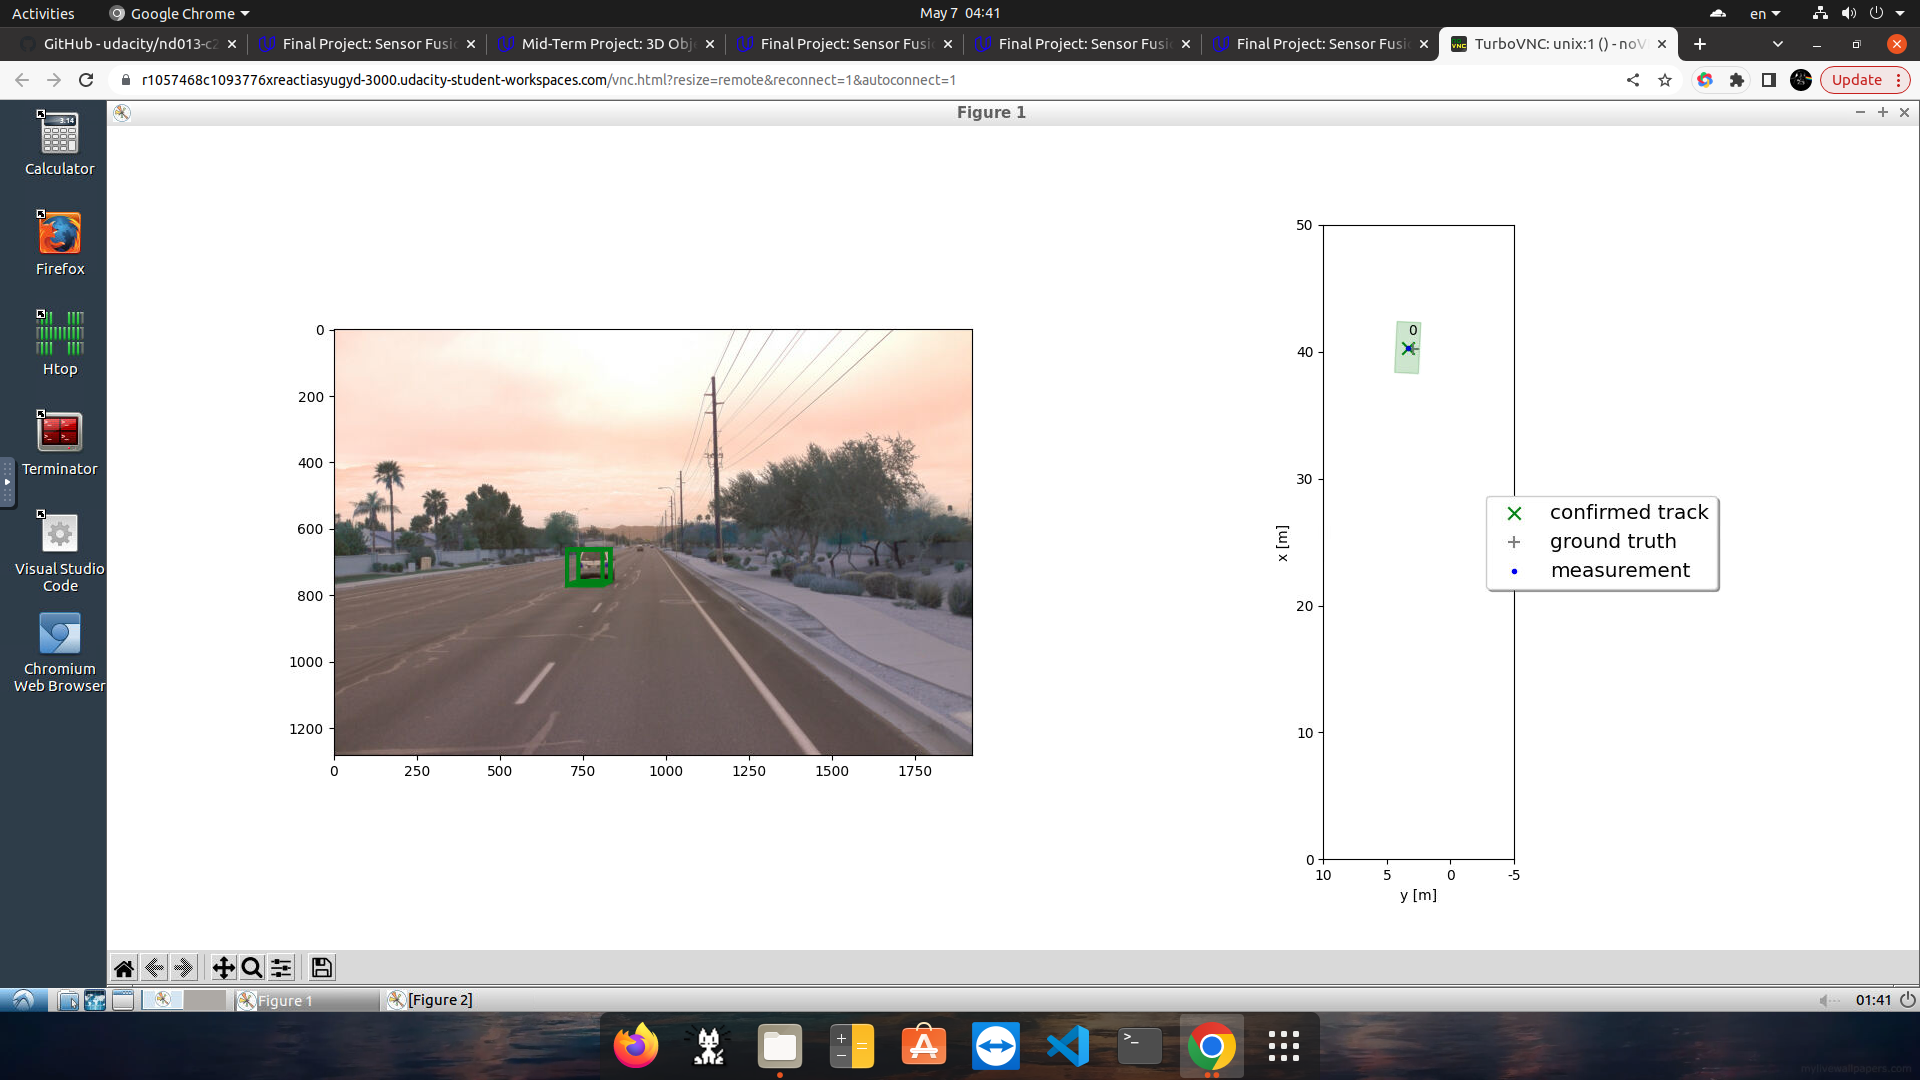 Activities
Google Chrome
May 7 04:41
en
GitHub - udacity/nd013-c2
Final Project: Sensor Fusi
Mid-Term Project: 3D Obj
Final Project: Sensor Fusi
Final Project: Sensor Fusi
Final Project: Sensor Fusi
TurboVNC: unix:1 () - noV
r1057468c1093776xreactiasyugyd-3000.udacity-student-workspaces.com/vnc.html?resize=remote&reconnect=1&autoconnect=1
Update
Figure 1
3.14
Calculator
Firefox
Htop
Terminator
Visual Studio
Code
Chromium
Web Browser
0
200
400
600
800
1000
1200
0
250
500
750
1000
1250
1500
1750
50
40
30
20
10
0
x [m]
10
5
0
-5
y [m]
0
confirmed track
ground truth
measurement
Figure 1
[Figure 2]
01:41
mylivewallpapers.com